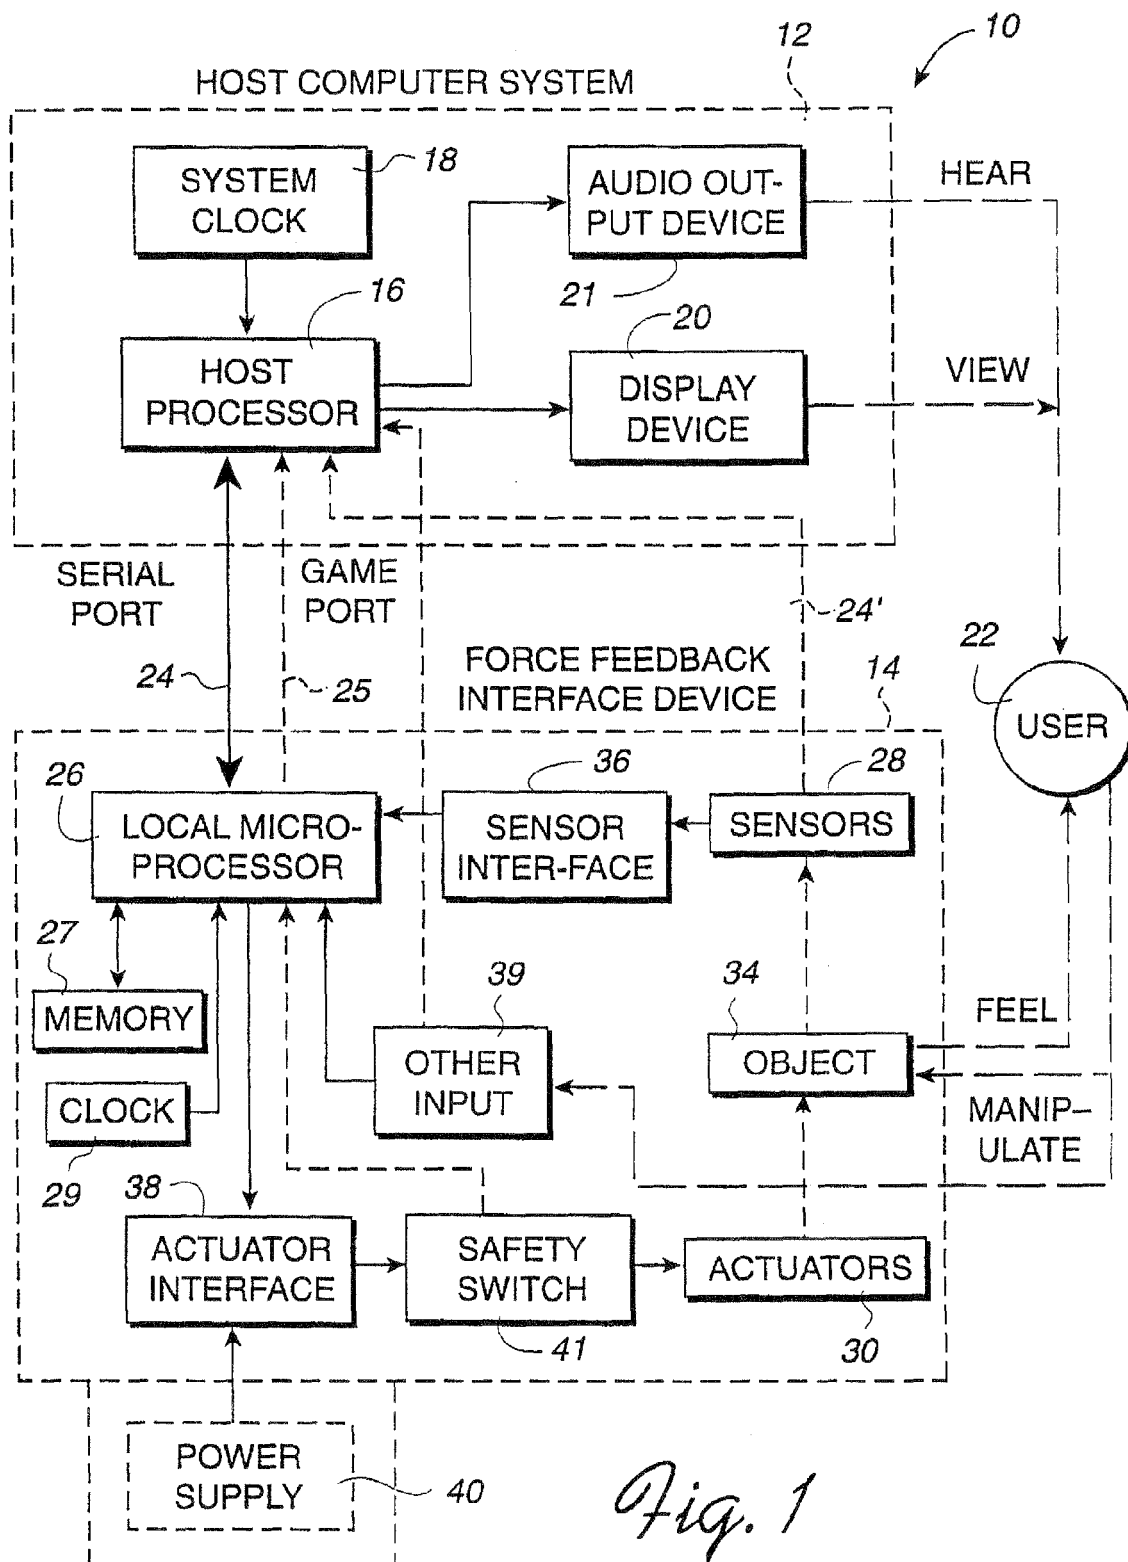 10
12
HOST COMPUTER SYSTEM
18
SYSTEM
CLOCK
AUDIO OUT-
PUT DEVICE
HEAR
21
16
20
HOST
PROCESSOR
DISPLAY
DEVICE
VIEW
SERIAL
PORT
GAME
PORT
24'
24
25
FORCE FEEDBACK
INTERFACE DEVICE
14
22
USER
26
36
28
LOCAL MICRO-
PROCESSOR
SENSOR
INTER-FACE
SENSORS
27
MEMORY
39
34
FEEL
OTHER
INPUT
OBJECT
CLOCK
29
MANIP-
ULATE
38
ACTUATOR
INTERFACE
SAFETY
SWITCH
ACTUATORS
41
30
POWER
SUPPLY
40
Fig. 1